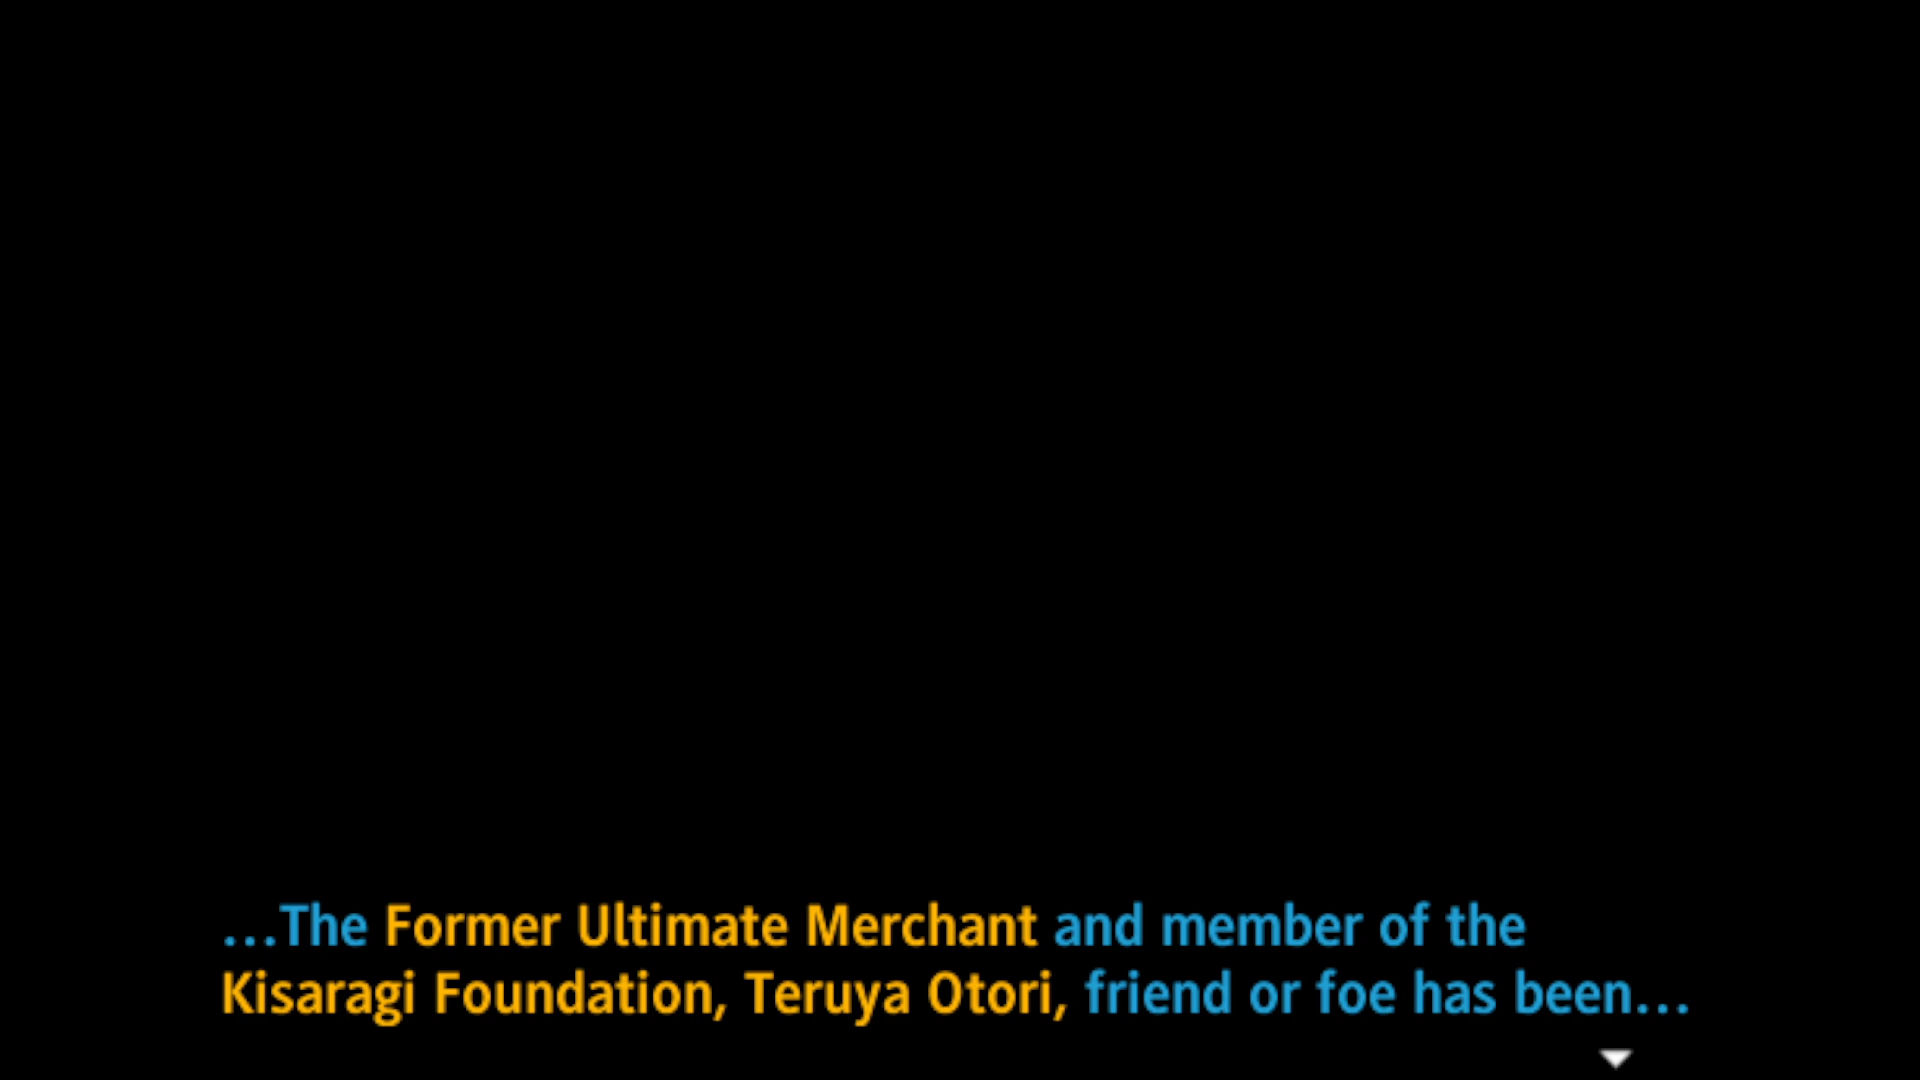 …The Former Ultimate Merchant and member of the
Kisaragi Foundation, Teruya Otori, friend or foe has been…